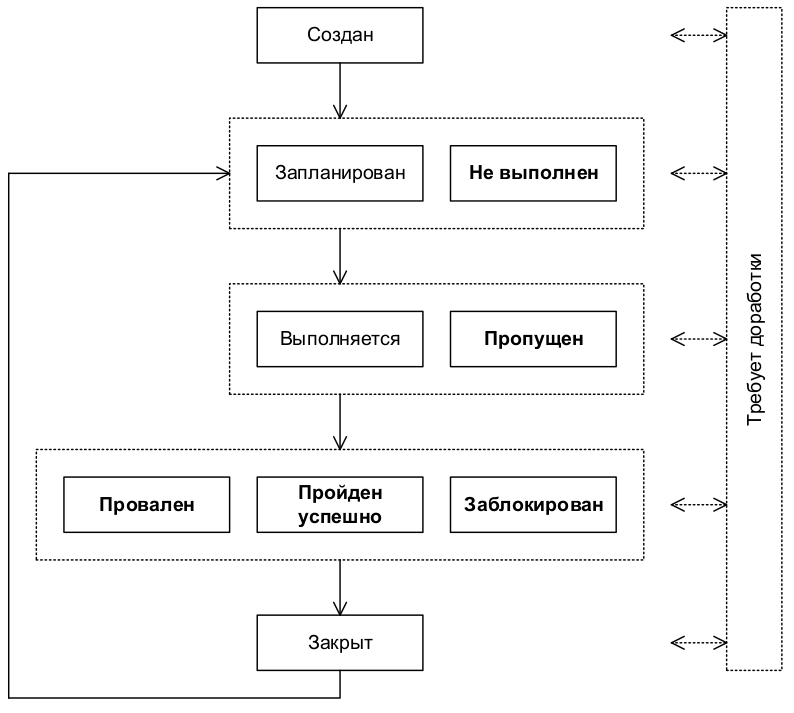 Создан
Запланирован
Не выполнен
Выполняется
Пропущен
Провален
Пройден
успешно
Заблокирован
Закрыт
Требует доработки